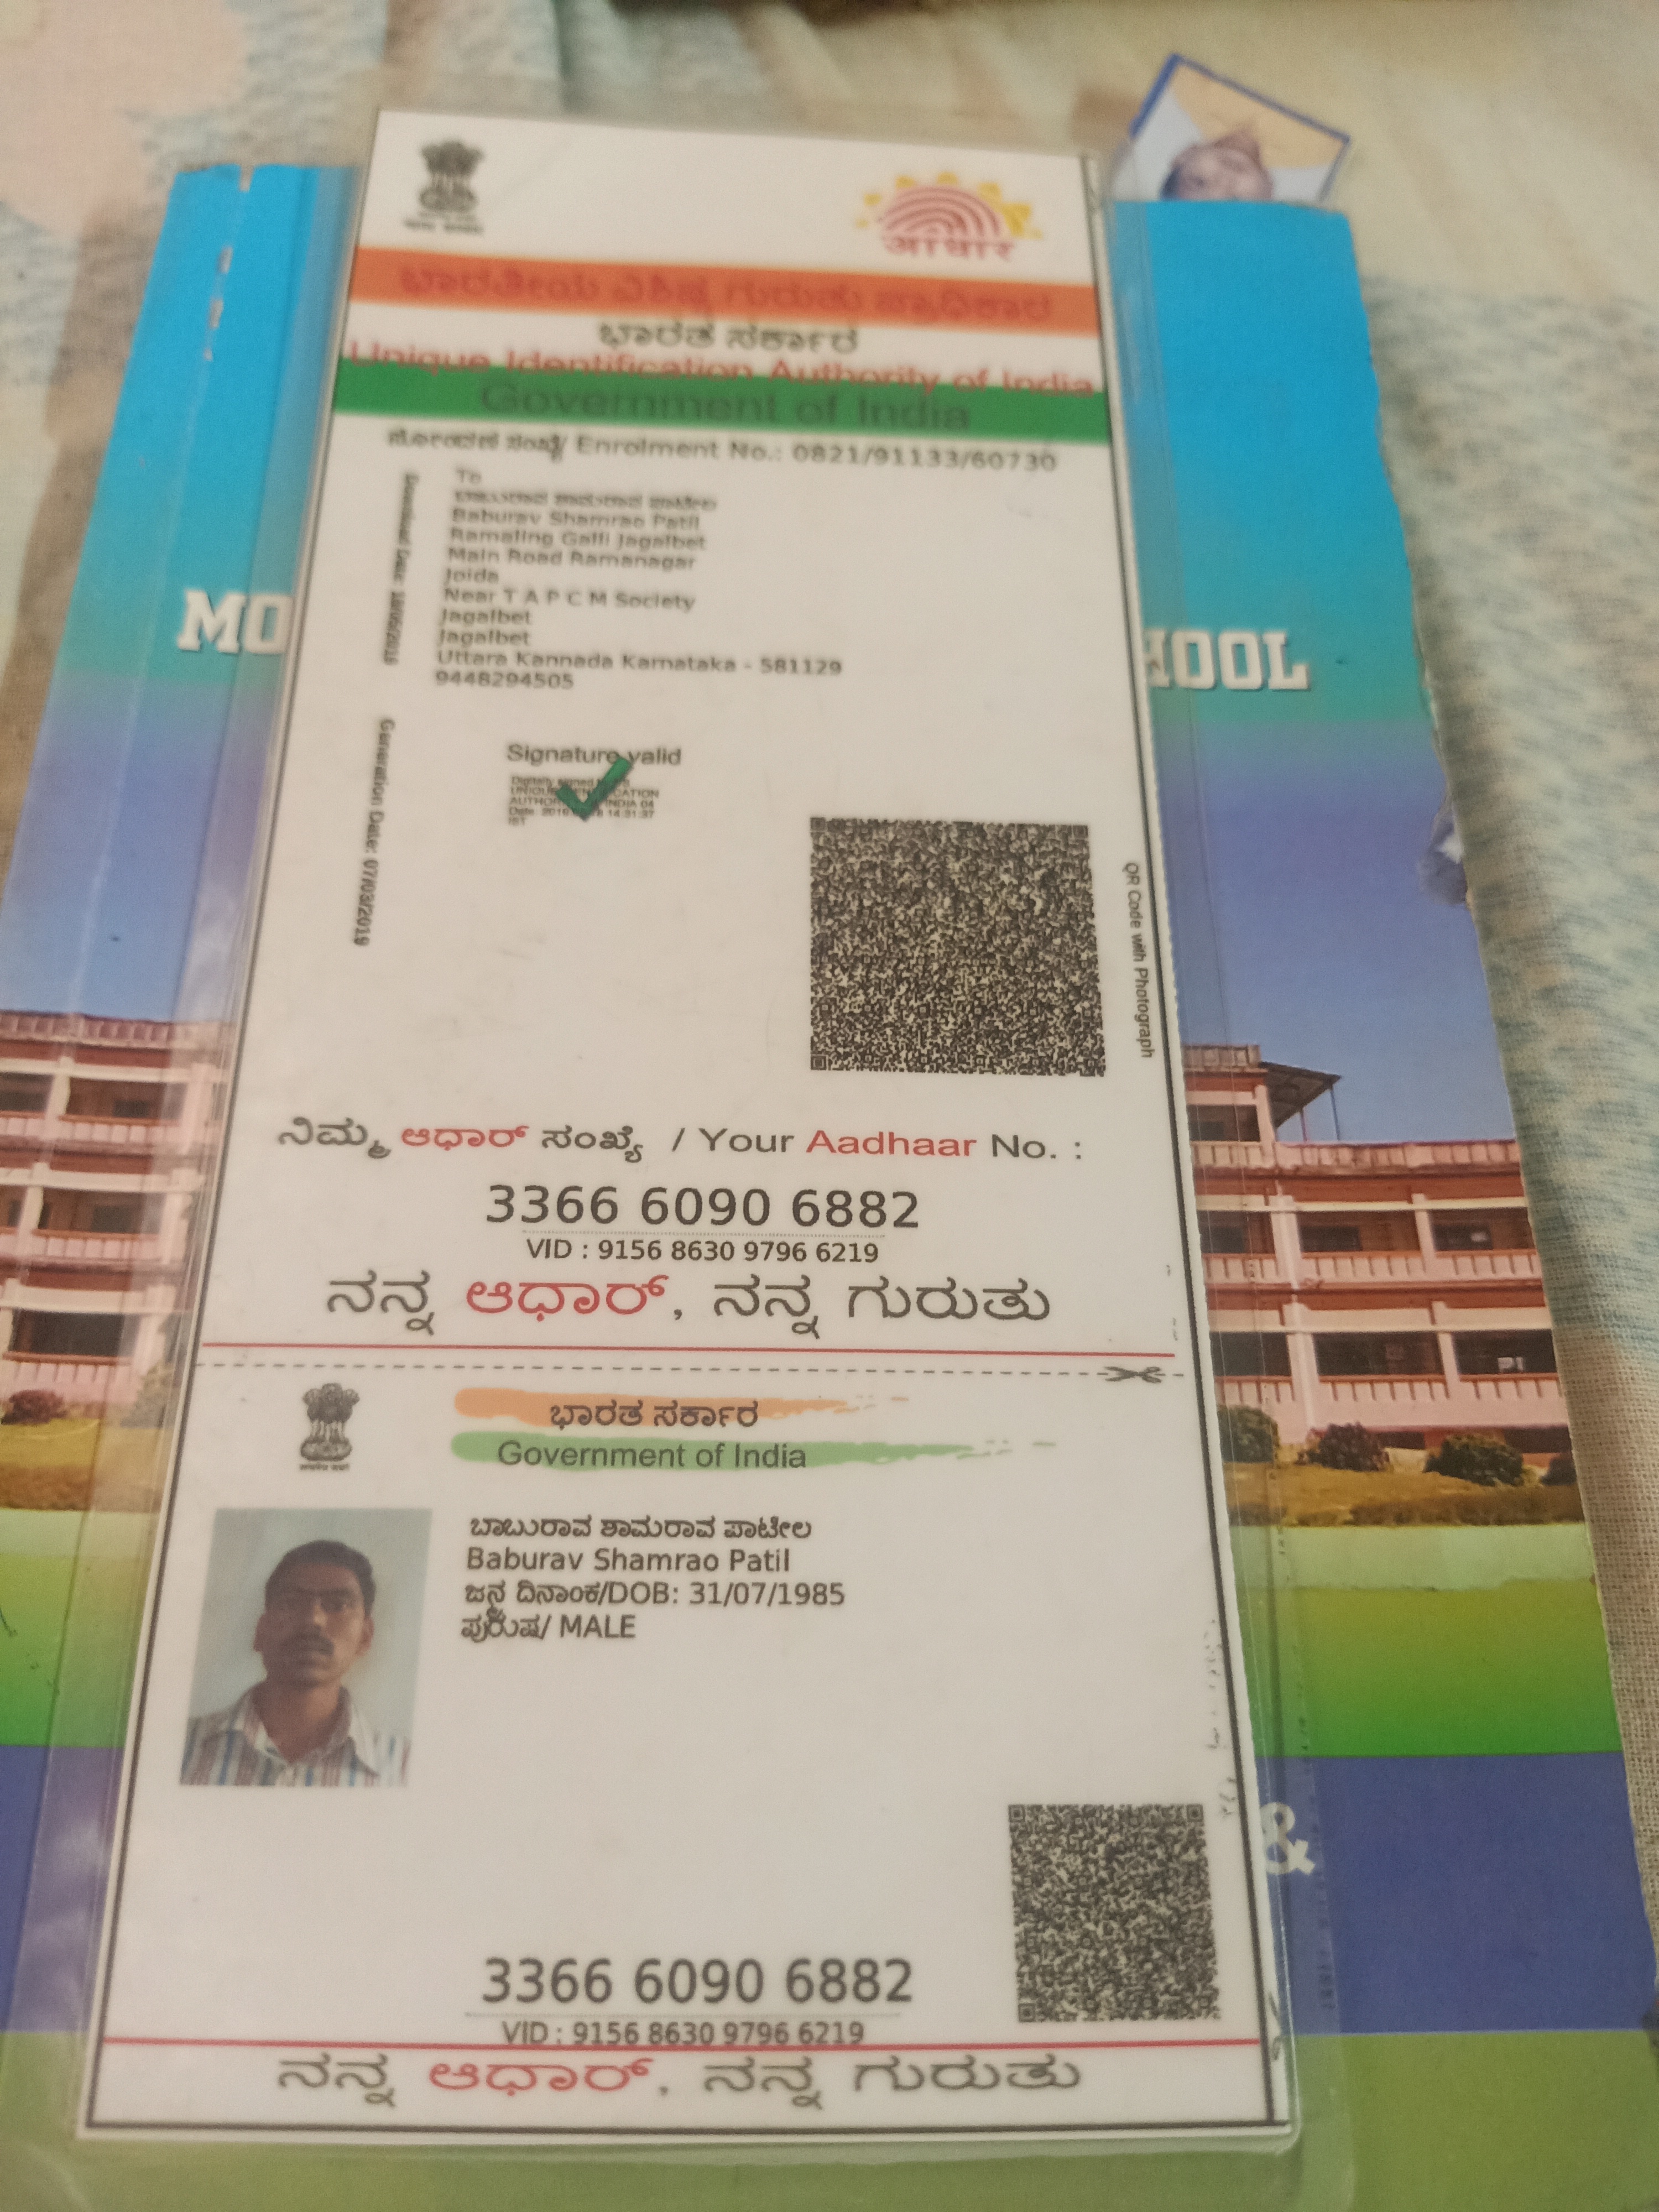 आधार
ಭಾರತೀಯ ವಿಶಿಷ್ಟ ಗುರುತು ಪ್ರಾಧಿಕಾರ
ಭಾರತ ಸರ್ಕಾರ
Unique Identification Authority of India
Government of India
Enrolment No.: 0821/91133/60730
To
Baburav Shamrao Patil
Ramaling Galli Jagalbet
Main Road Ramanagar
Joida
Near T A P C M Society
Jagalbet
Jagalbet
Uttara Kannada Karnataka - 581129
9448294505
Generation Date: 07/03/2019
Signature valid
QR Code with Photograph
ನಿಮ್ಮ ಆಧಾರ್ ಸಂಖ್ಯೆ / Your Aadhaar No. :
3366 6090 6882
VID : 9156 8630 9796 6219
ನನ್ನ ಆಧಾರ್, ನನ್ನ ಗುರುತು
ಭಾರತ ಸರ್ಕಾರ
Government of India
ಬಾಬುರಾವ ಶಾಮರಾವ ಪಾಟೀಲ
Baburav Shamrao Patil
ಜನ್ಮ ದಿನಾಂಕ/DOB: 31/07/1985
ಪುರುಷ/ MALE
3366 6090 6882
VID : 9156 8630 9796 6219
ನನ್ನ ಆಧಾರ್, ನನ್ನ ಗುರುತು
MO
HOOL
&